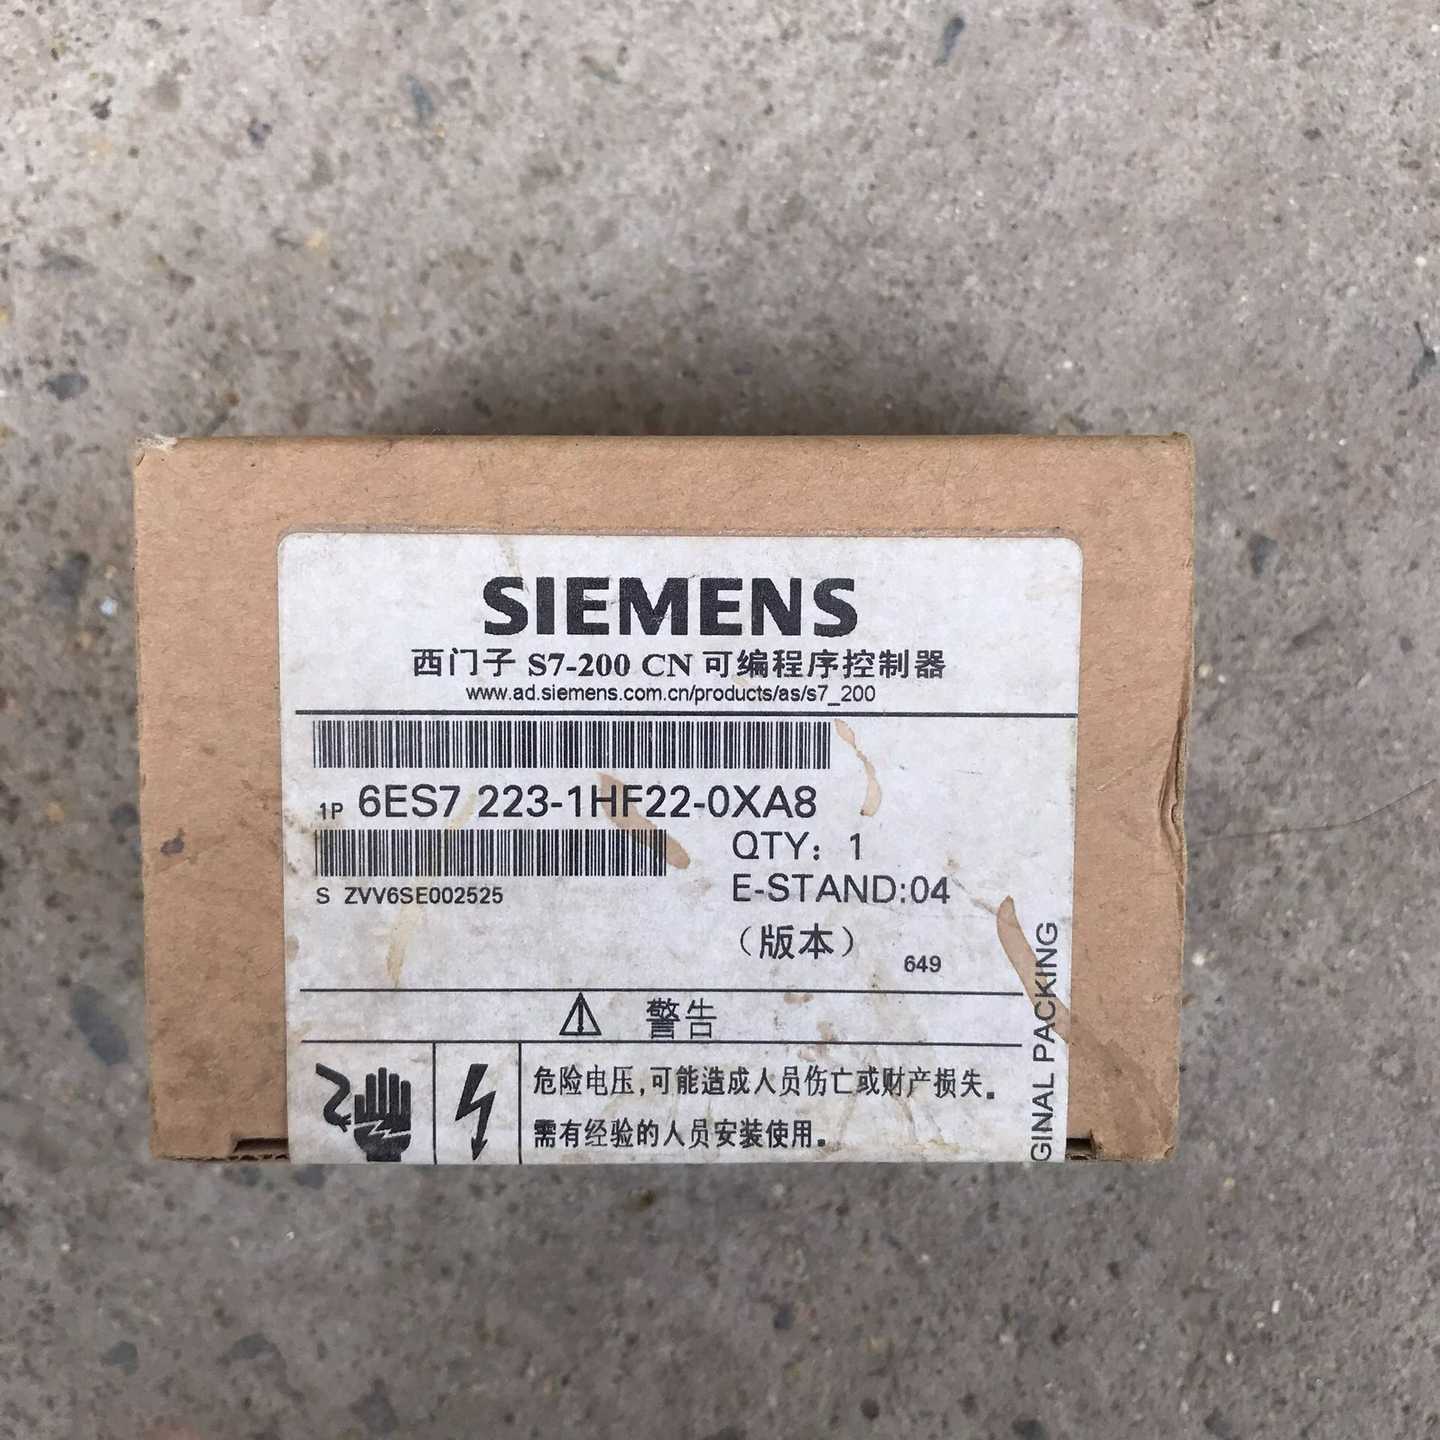 SIEMENS
西门子 S7-200 CN 可编程序控制器
www.ad.siemens.com.cn/products/as/s7_200
1P 6ES7 223-1HF22-0XA8
QTY: 1
S ZVV6SE002525
E-STAND:04
（版本）
649
GINAL PACKING
警告
危险电压,可能造成人员伤亡或财产损失。
需有经验的人员安装使用。